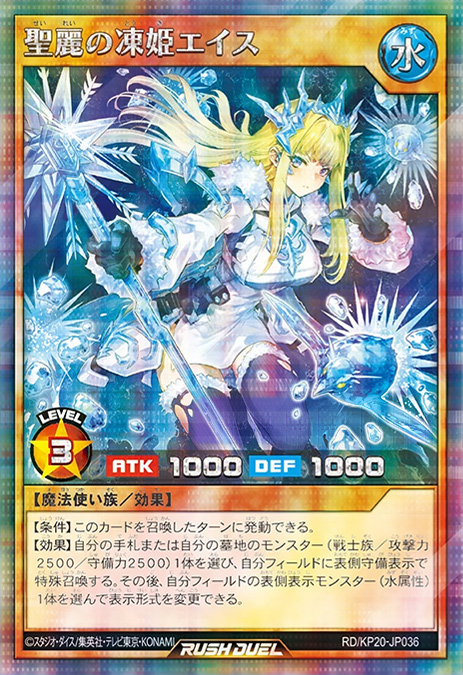 聖麗の凍姫エイス
水
LEVEL
3
ATK 1000 DEF 1000
【魔法使い族／効果】
【条件】このカードを召喚したターンに発動できる。
【効果】自分の手札または自分の墓地のモンスター（戦士族／攻撃力
2500／守備力2500）1体を選び、自分フィールドに表側守備表示で
特殊召喚する。その後、自分フィールドの表側表示モンスター（水属性）
1体を選んで表示形式を変更できる。
©スタジオ・ダイス/集英社・テレビ東京・KONAMI
RUSH DUEL
RD/KP20-JP036